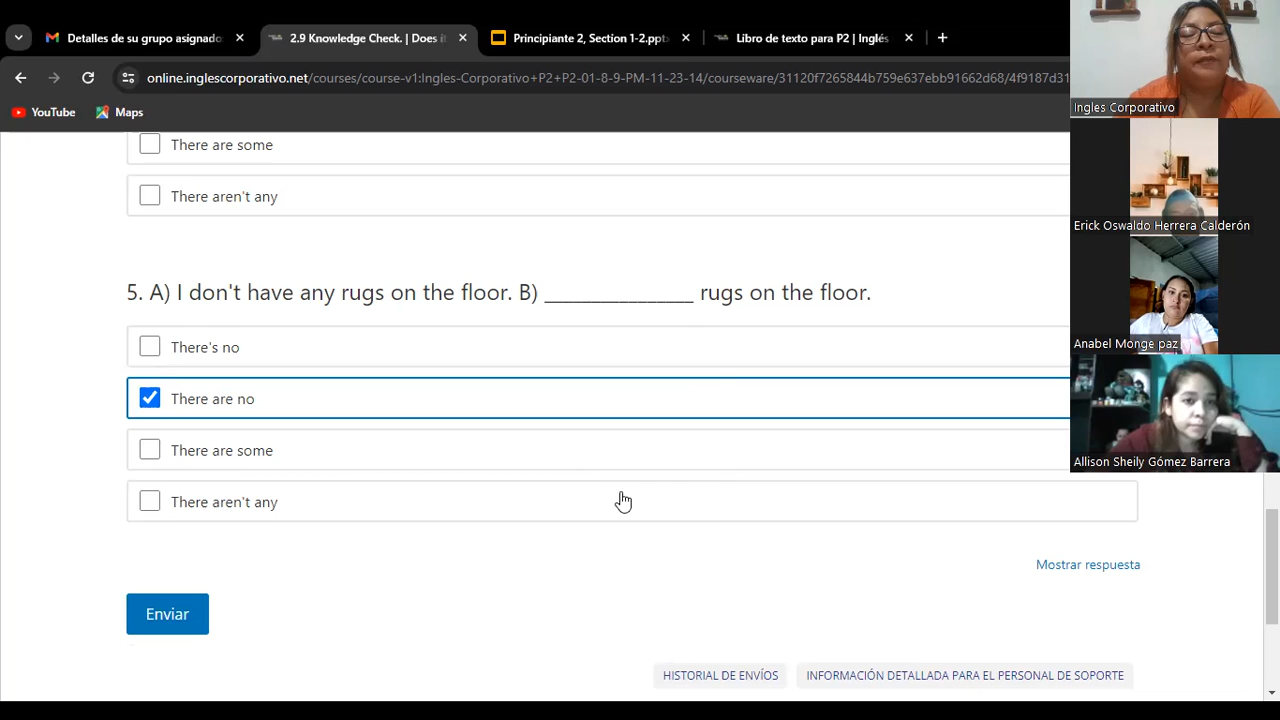 Detalles de su grupo asignado
2.9 Knowledge Check. | Does it
Principiante 2, Section 1-2.pptx
Libro de texto para P2 | Inglés
online.inglescorporativo.net/courses/course-v1:Ingles-Corporativo+P2+P2-01-8-9-PM-11-23-14/courseware/31120f7265844b759e637ebb91662d68/4f9187d31
YouTube
Maps
There are some
There aren't any
5. A) I don't have any rugs on the floor. B) _______________ rugs on the floor.
There's no
There are no
There are some
There aren't any
Mostrar respuesta
Enviar
HISTORIAL DE ENVÍOS
INFORMACIÓN DETALLADA PARA EL PERSONAL DE SOPORTE
Ingles Corporativo
Erick Oswaldo Herrera Calderón
Anabel Monge paz
Allison Sheily Gómez Barrera